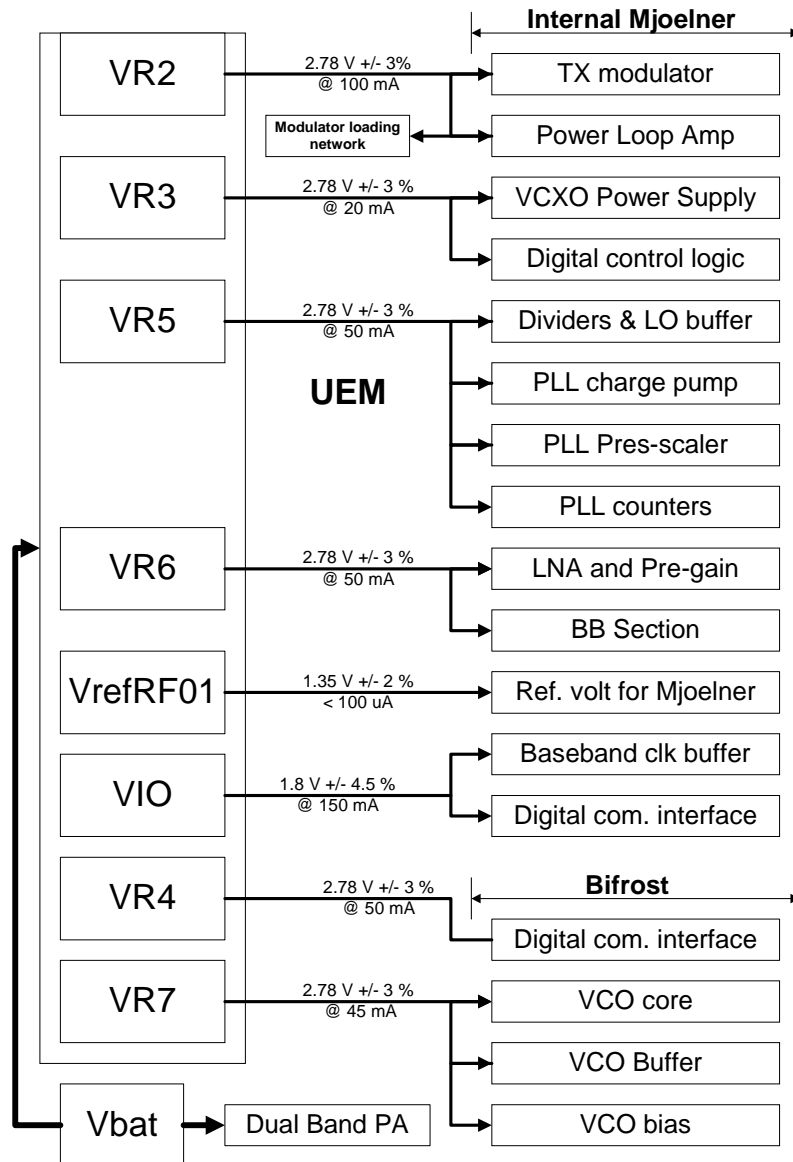 Internal Mjoelner
VR2
2.78 V +/- 3%
@ 100 mA
TX modulator
Modulator loading
network
Power Loop Amp
VR3
2.78 V +/- 3 %
@ 20 mA
VCXO Power Supply
Digital control logic
VR5
2.78 V +/- 3 %
@ 50 mA
Dividers & LO buffer
UEM
PLL charge pump
PLL Pres-scaler
PLL counters
VR6
2.78 V +/- 3 %
@ 50 mA
LNA and Pre-gain
BB Section
VrefRF01
1.35 V +/- 2 %
< 100 uA
Ref. volt for Mjoelner
Baseband clk buffer
VIO
1.8 V +/- 4.5 %
@ 150 mA
Digital com. interface
Bifrost
VR4
2.78 V +/- 3 %
@ 50 mA
Digital com. interface
VR7
2.78 V +/- 3 %
@ 45 mA
VCO core
VCO Buffer
Vbat
Dual Band PA
VCO bias